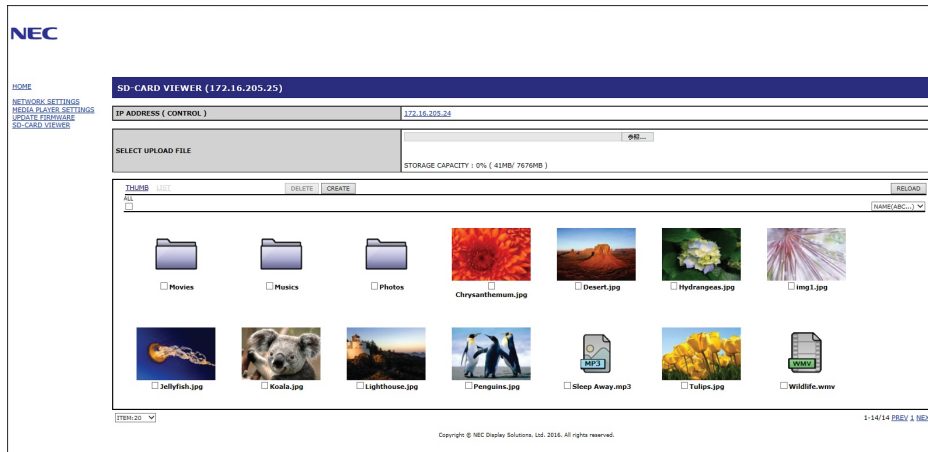 NEC
HOME
NETWORK SETTINGS
MEDIA PLAYER SETTINGS
UPDATE FIRMWARE
SD-CARD VIEWER
SD-CARD VIEWER (172.16.205.25)
IP ADDRESS ( CONTROL ) 172.16.205.24
SELECT UPLOAD FILE 参照...
STORAGE CAPACITY : 0% ( 41MB/ 7676MB )
THUMB LIST DELETE CREATE RELOAD
ALL
NAME(ABC...)
Movies Musics Photos Chrysanthemum.jpg Desert.jpg Hydrangeas.jpg img1.jpg
MP3 WMV
Jellyfish.jpg Koala.jpg Lighthouse.jpg Penguins.jpg Sleep Away.mp3 Tulips.jpg Wildlife.wmv
ITEM:20 1-14/14 PREV 1 NEX
Copyright © NEC Display Solutions, Ltd. 2016. All rights reserved.